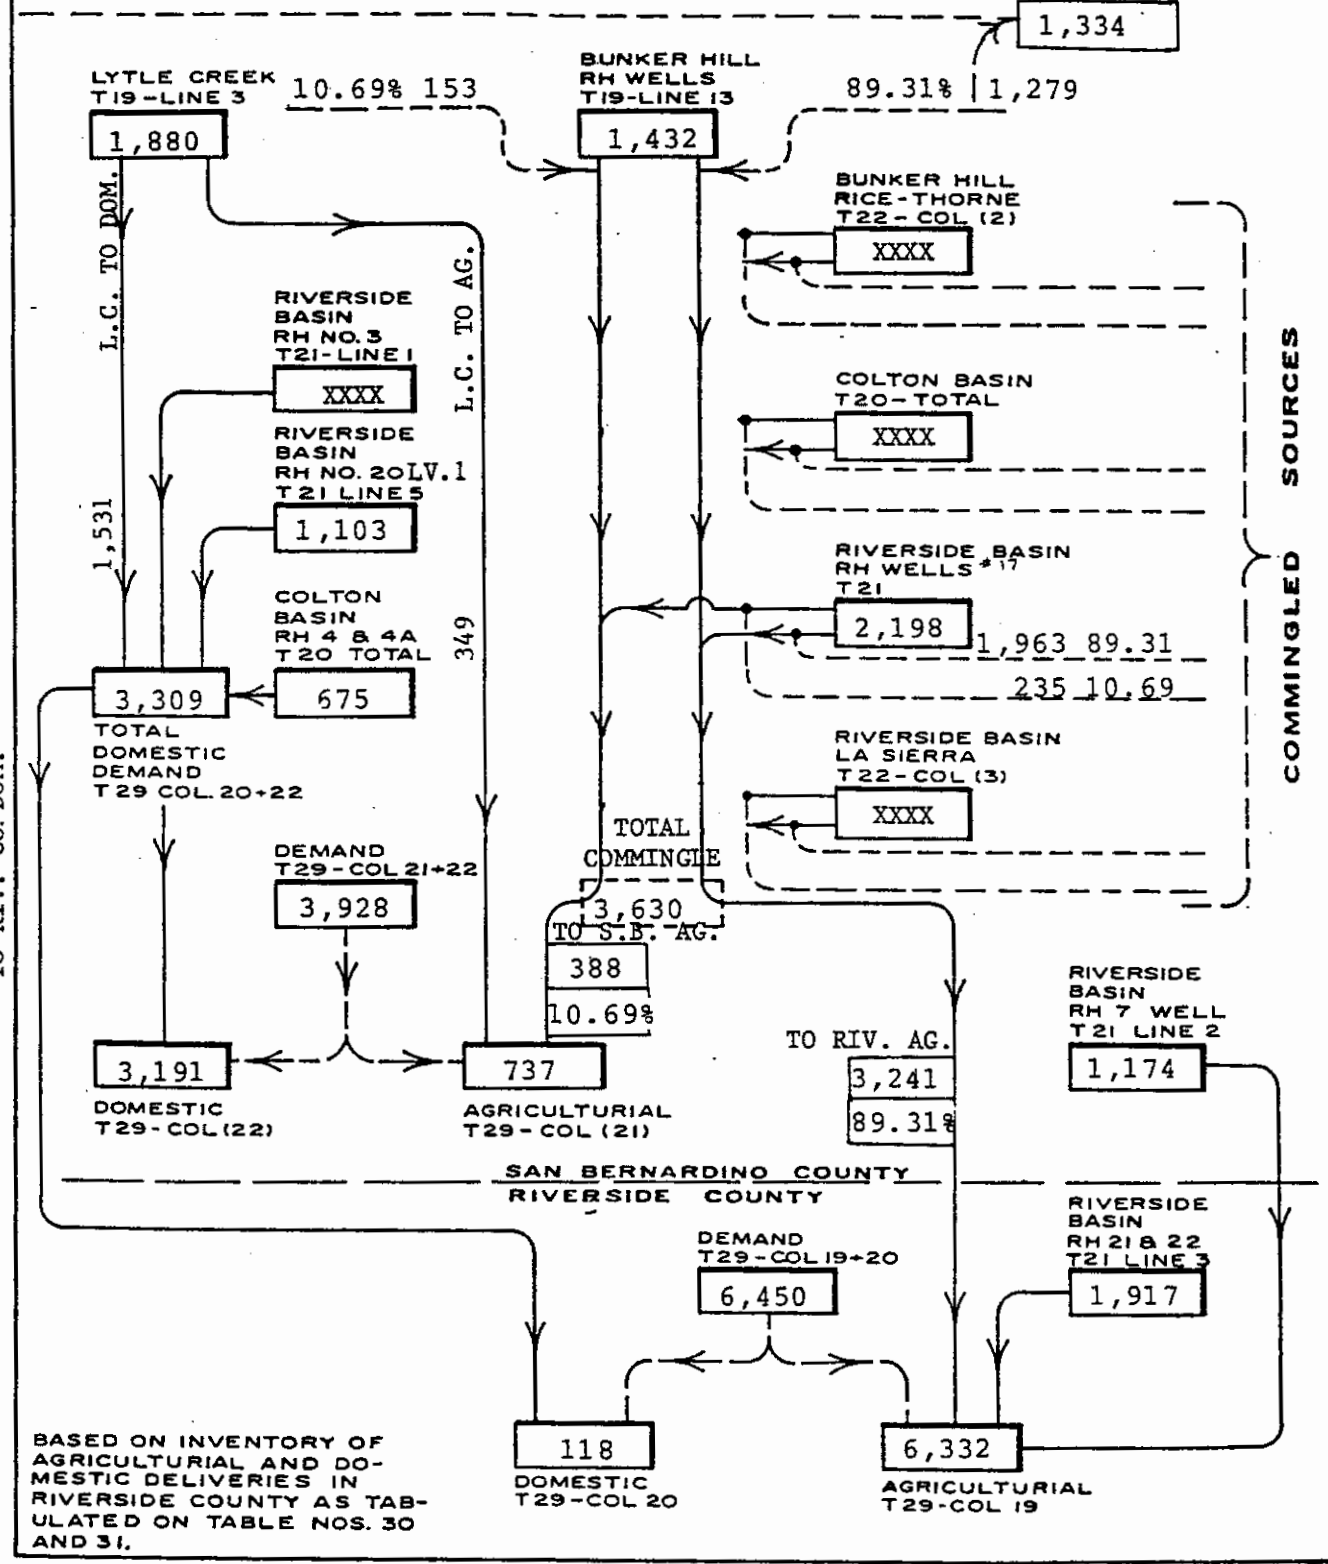 1,334
LYTLE CREEK
T19-LINE 3
10.69% 153
BUNKER HILL
RH WELLS
T19-LINE 13
89.31% 1,279
1,880
1,432
L.C. TO DOM.
1,531
L.C. TO AG.
349
BUNKER HILL
RICE-THORNE
T22-COL (2)
XXXX
RIVERSIDE
BASIN
RH NO. 3
T21-LINE 1
XXXX
COLTON BASIN
T20-TOTAL
XXXX
RIVERSIDE
BASIN
RH NO. 20 LV.1
T21 LINE 5
1,103
RIVERSIDE BASIN
RH WELLS #17
T21
2,198
1,963 89.31
235 10.69
COLTON
BASIN
RH 4 & 4A
T20 TOTAL
675
3,309
TOTAL
DOMESTIC
DEMAND
T29 COL. 20+22
RIVERSIDE BASIN
LA SIERRA
T22-COL (3)
XXXX
COMMINGLED SOURCES
TOTAL
COMMINGLE
3,630
DEMAND
T29-COL 21+22
3,928
TO S.B. AG.
388
10.69%
3,191
DOMESTIC
T29-COL (22)
737
AGRICULTURIAL
T29-COL (21)
TO RIV. AG.
3,241
89.31%
RIVERSIDE
BASIN
RH 7 WELL
T21 LINE 2
1,174
SAN BERNARDINO COUNTY
RIVERSIDE COUNTY
RIVERSIDE
BASIN
RH 21 & 22
T21 LINE 3
1,917
DEMAND
T29-COL 19+20
6,450
118
DOMESTIC
T29-COL 20
6,332
AGRICULTURIAL
T29-COL 19
BASED ON INVENTORY OF
AGRICULTURIAL AND DO-
MESTIC DELIVERIES IN
RIVERSIDE COUNTY AS TAB-
ULATED ON TABLE NOS. 30
AND 31.